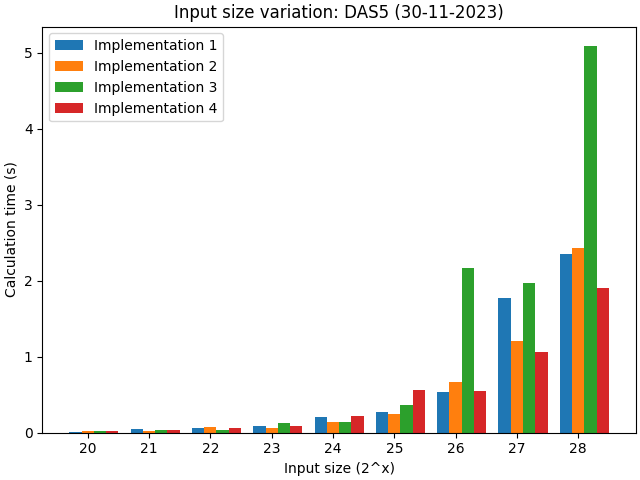 Input size variation: DAS5 (30-11-2023)
Implementation 1
Implementation 2
Implementation 3
Implementation 4
Calculation time (s)
5
4
3
2
1
0
20 21 22 23 24 25 26 27 28
Input size (2^x)